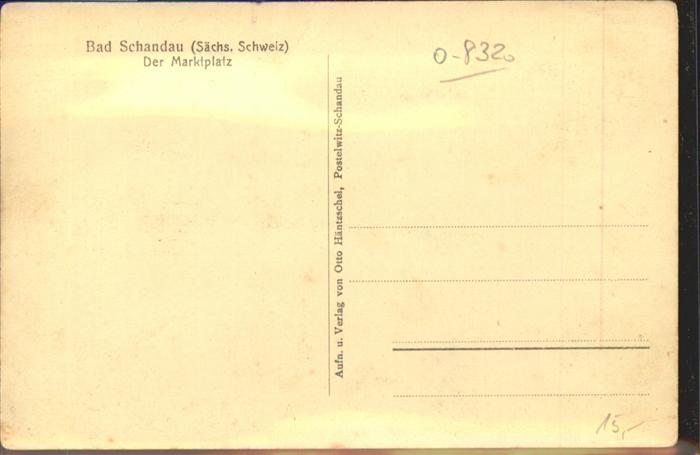 Bad Schandau (Sächs. Schweiz)
Der Marktplatz
Aufn. u. Verlag von Otto Häntzschel, Postelwitz-Schandau
0-8320
15,-